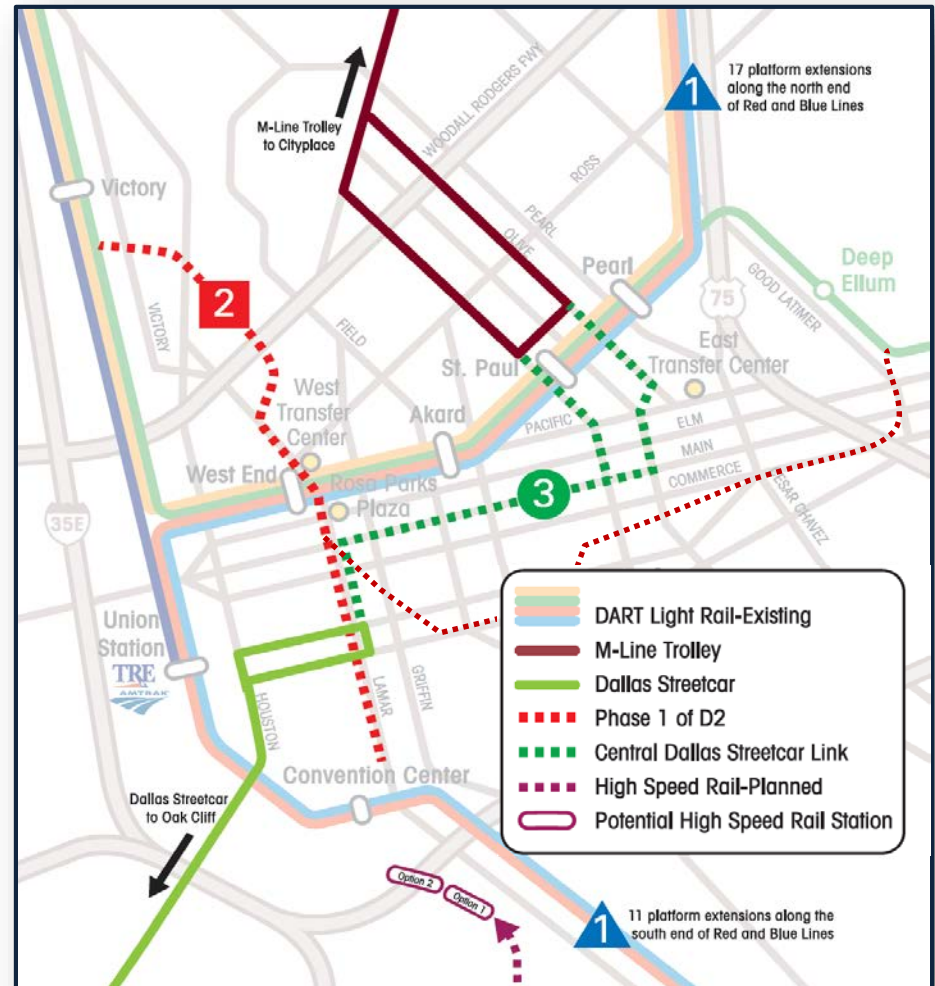 17 platform extensions
along the north end
of Red and Blue Lines
1
M-Line Trolley
to Cityplace
WOODALL RODGERS FWY
ROSS
PEARL
OLIVE
Victory
VICTORY
2
FIELD
Pearl
75
GOOD LATIMER
Deep
Ellum
East
Transfer Center
St. Paul
West
Transfer
Center
Akard
PACIFIC
ELM
MAIN
COMMERCE
West End
Rosa Parks
Plaza
3
35E
ESAR CHAVEZ
Union
Station
TRE
AMTRAK
HOUSTON
LAMAR
GRIFFIN
Convention Center
Dallas Streetcar
to Oak Cliff
DART Light Rail-Existing
M-Line Trolley
Dallas Streetcar
Phase 1 of D2
Central Dallas Streetcar Link
High Speed Rail-Planned
Potential High Speed Rail Station
Option 2
Option 1
1
11 platform extensions along the
south end of Red and Blue Lines